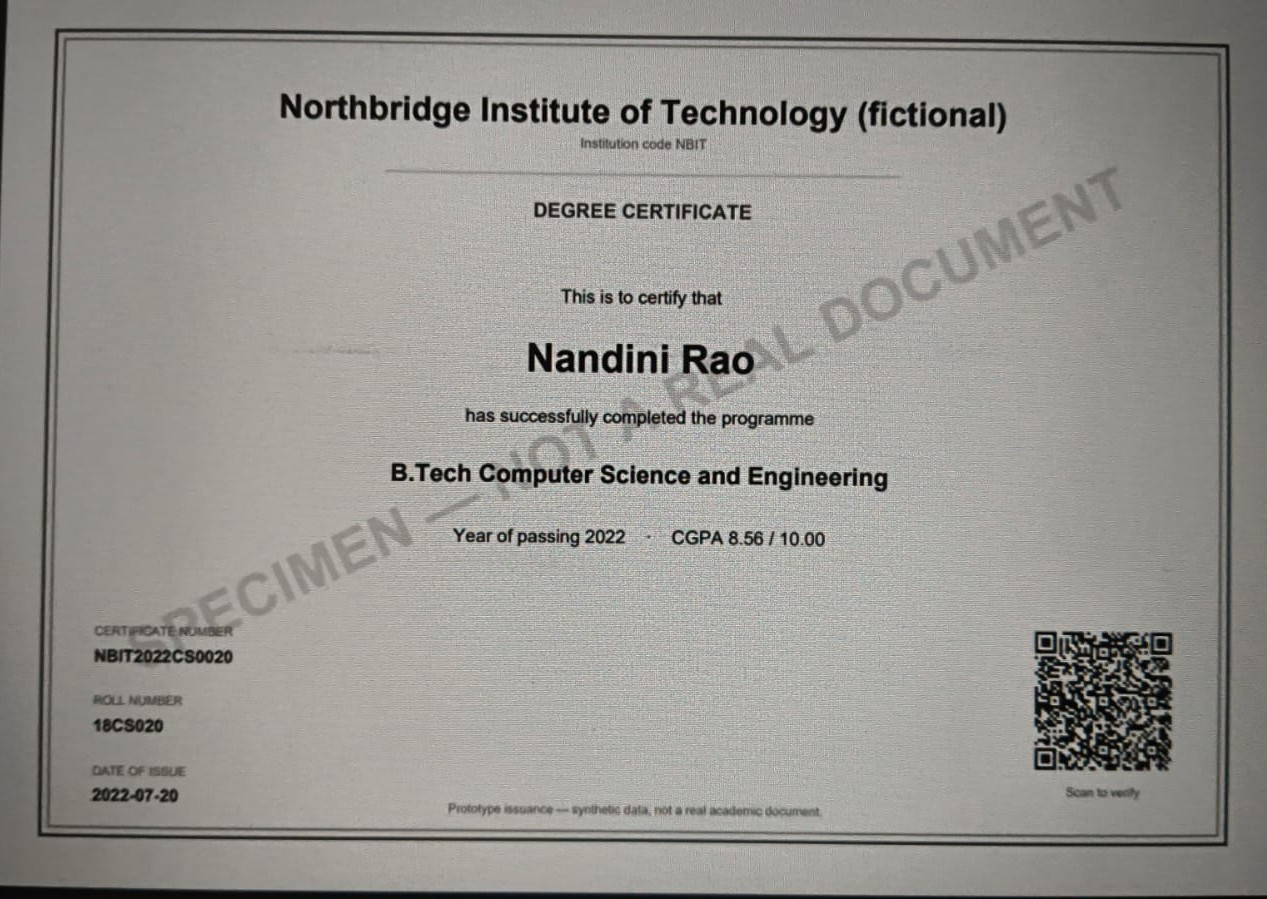 Northbridge Institute of Technology (fictional)
Institution code NBIT
DEGREE CERTIFICATE
This is to certify that
Nandini Rao
has successfully completed the programme
B.Tech Computer Science and Engineering
Year of passing 2022 · CGPA 8.56 / 10.00
SPECIMEN — NOT A REAL DOCUMENT
CERTIFICATE NUMBER
NBIT2022CS0020
ROLL NUMBER
18CS020
DATE OF ISSUE
2022-07-20
Scan to verify
Prototype issuance — synthetic data, not a real academic document.